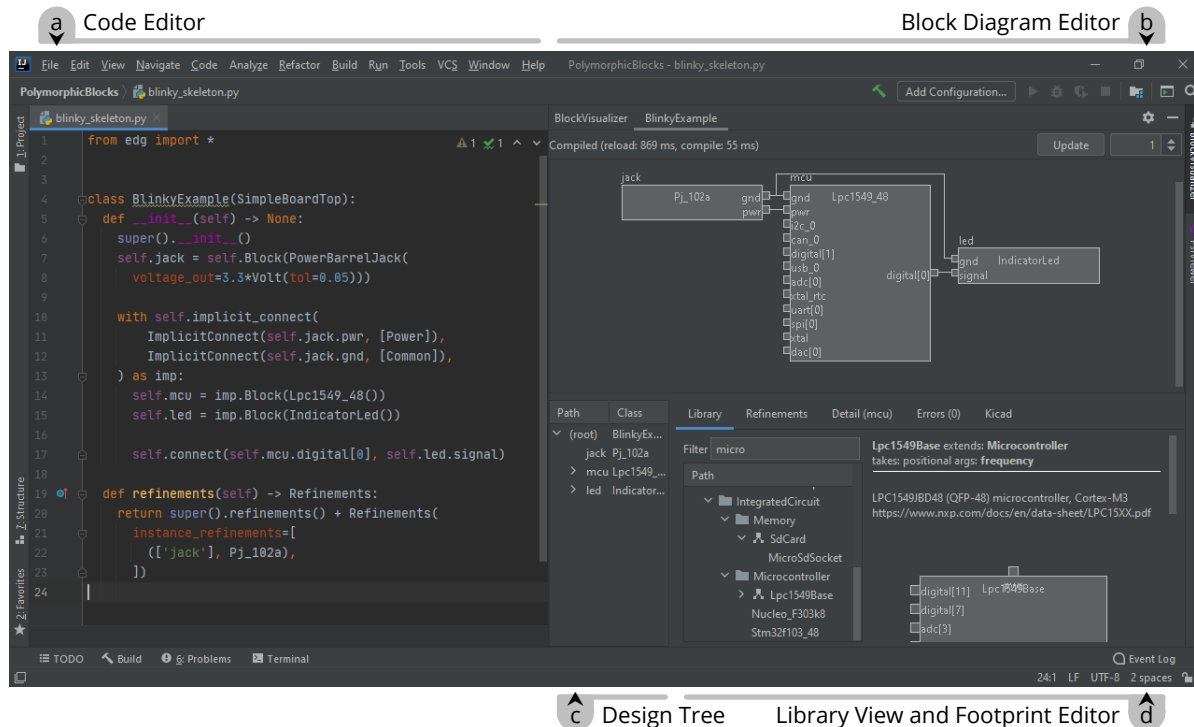 a Code Editor
Block Diagram Editor b
File Edit View Navigate Code Analyze Refactor Build Run Tools VCS Window Help PolymorphicBlocks - blinky_skeleton.py
PolymorphicBlocks blinky_skeleton.py
Add Configuration...
1: Project
blinky_skeleton.py
1 from edg import *
1 1
2
3
4 class BlinkyExample(SimpleBoardTop):
5 def __init__(self) -> None:
6 super().__init__()
7 self.jack = self.Block(PowerBarrelJack(
8 voltage_out=3.3*Volt(tol=0.05)))
9
10 with self.implicit_connect(
11 ImplicitConnect(self.jack.pwr, [Power]),
12 ImplicitConnect(self.jack.gnd, [Common]),
13 ) as imp:
14 self.mcu = imp.Block(Lpc1549_48())
15 self.led = imp.Block(IndicatorLed())
16
17 self.connect(self.mcu.digital[0], self.led.signal)
18
19 def refinements(self) -> Refinements:
20 return super().refinements() + Refinements(
21 instance_refinements=[
22 (['jack'], Pj_102a),
23 ])
24
7: Structure
2: Favorites
BlockVisualizer BlinkyExample
Compiled (reload: 869 ms, compile: 55 ms)
Update
1
BlockVisualizer
jack
Pj_102a
gnd
pwr
mcu
Lpc1549_48
gnd
pwr
i2c_0
can_0
digital[1]
usb_0
adc[0]
xtal_rtc
uart[0]
spi[0]
xtal
dac[0]
digital[0]
led
gnd IndicatorLed
signal
Path Class
(root) BlinkyEx...
jack Pj_102a
mcu Lpc1549_...
led Indicator...
Library Refinements Detail (mcu) Errors (0) Kicad
Filter micro
Path
IntegratedCircuit
Memory
SdCard
MicroSdSocket
Microcontroller
Lpc1549Base
Nucleo_F303k8
Stm32f103_48
Lpc1549Base extends: Microcontroller
takes: positional args: frequency
LPC1549JBD48 (QFP-48) microcontroller, Cortex-M3
https://www.nxp.com/docs/en/data-sheet/LPC15XX.pdf
Lpc1549Base
digital[11]
digital[7]
adc[3]
TODO Build 6: Problems Terminal
Event Log
24:1 LF UTF-8 2 spaces
c Design Tree
Library View and Footprint Editor d